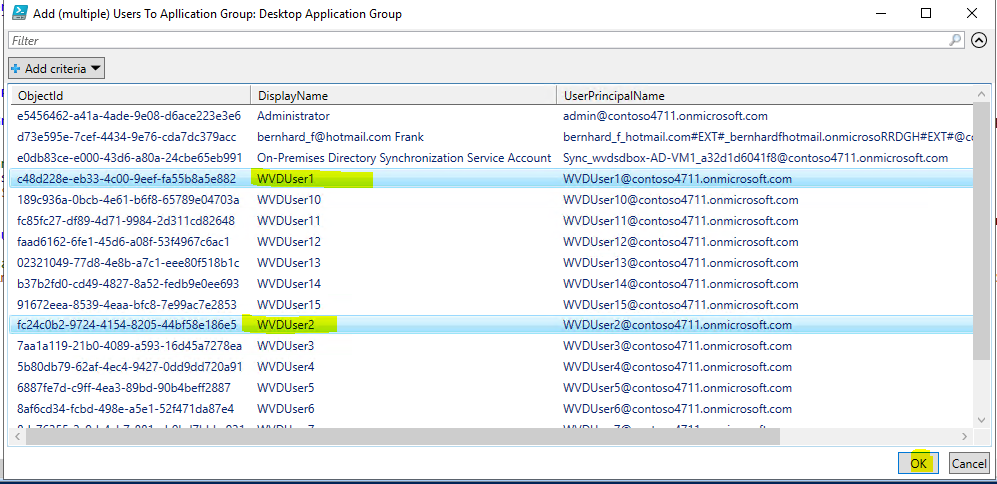 Add (multiple) Users To Apllication Group: Desktop Application Group
Filter
Add criteria
ObjectId DisplayName UserPrincipalName
e5456462-a41a-4ade-9e08-d6ace223e3e6 Administrator admin@contoso4711.onmicrosoft.com
d73e595e-7cef-4434-9e76-cda7dc379acc bernhard_f@hotmail.com Frank bernhard_f_hotmail.com#EXT#_bernhardfhotmail.onmicrosoRRDGH#EXT#@co
e0db83ce-e000-43d6-a80a-24cbe65eb991 On-Premises Directory Synchronization Service Account Sync_wvdsdbox-AD-VM1_a32d1d6041f8@contoso4711.onmicrosoft.com
c48d228e-eb33-4c00-9eef-fa55b8a5e882 WVDUser1 WVDUser1@contoso4711.onmicrosoft.com
189c936a-0bcb-4e61-b6f8-65789e04703a WVDUser10 WVDUser10@contoso4711.onmicrosoft.com
fc85fc27-df89-4d71-9984-2d311cd82648 WVDUser11 WVDUser11@contoso4711.onmicrosoft.com
faad6162-6fe1-45d6-a08f-53f4967c6ac1 WVDUser12 WVDUser12@contoso4711.onmicrosoft.com
02321049-77d8-4e8b-a7c1-eee80f518b1c WVDUser13 WVDUser13@contoso4711.onmicrosoft.com
b37b2fd0-cd49-4827-8a52-fedb9e0ee693 WVDUser14 WVDUser14@contoso4711.onmicrosoft.com
91672eea-8539-4eaa-bfc8-7e99ac7e2853 WVDUser15 WVDUser15@contoso4711.onmicrosoft.com
fc24c0b2-9724-4154-8205-44bf58e186e5 WVDUser2 WVDUser2@contoso4711.onmicrosoft.com
7aa1a119-21b0-4089-a593-16d45a7278ea WVDUser3 WVDUser3@contoso4711.onmicrosoft.com
5b80db79-62af-4ec4-9427-0dd9dd720a91 WVDUser4 WVDUser4@contoso4711.onmicrosoft.com
6887fe7d-c9ff-4ea3-89bd-90b4beff2887 WVDUser5 WVDUser5@contoso4711.onmicrosoft.com
8af6cd34-fcbd-498e-a5e1-52f471da87e4 WVDUser6 WVDUser6@contoso4711.onmicrosoft.com
OK Cancel